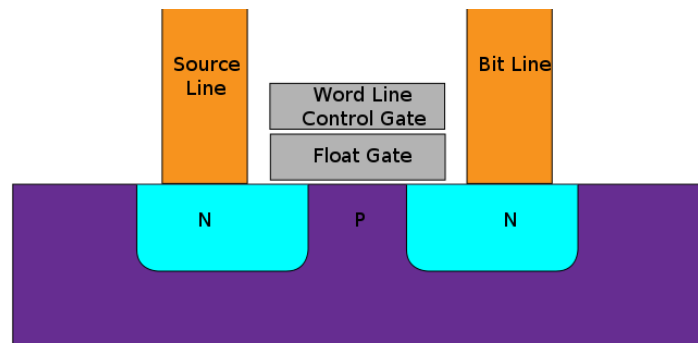 Source
Line
Word Line
Control Gate
Bit Line
Float Gate
N
P
N